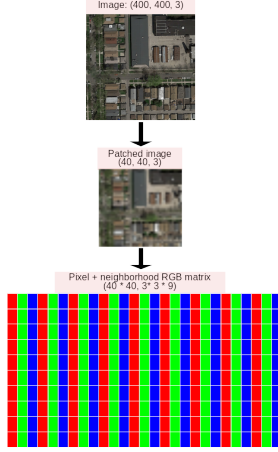 Image: (400, 400, 3)
Patched image
(40, 40, 3)
Pixel + neighborhood RGB matrix
(40 * 40, 3* 3 * 9)